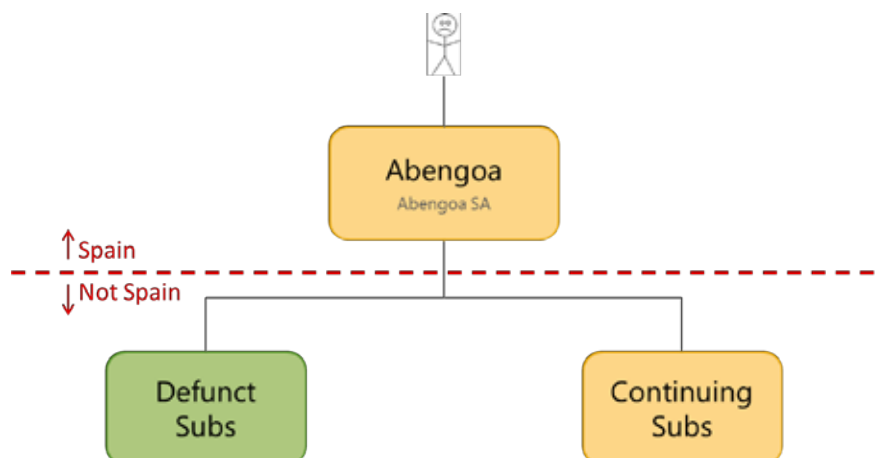 Abengoa
Abengoa SA
Spain
Not Spain
Defunct
Subs
Continuing
Subs